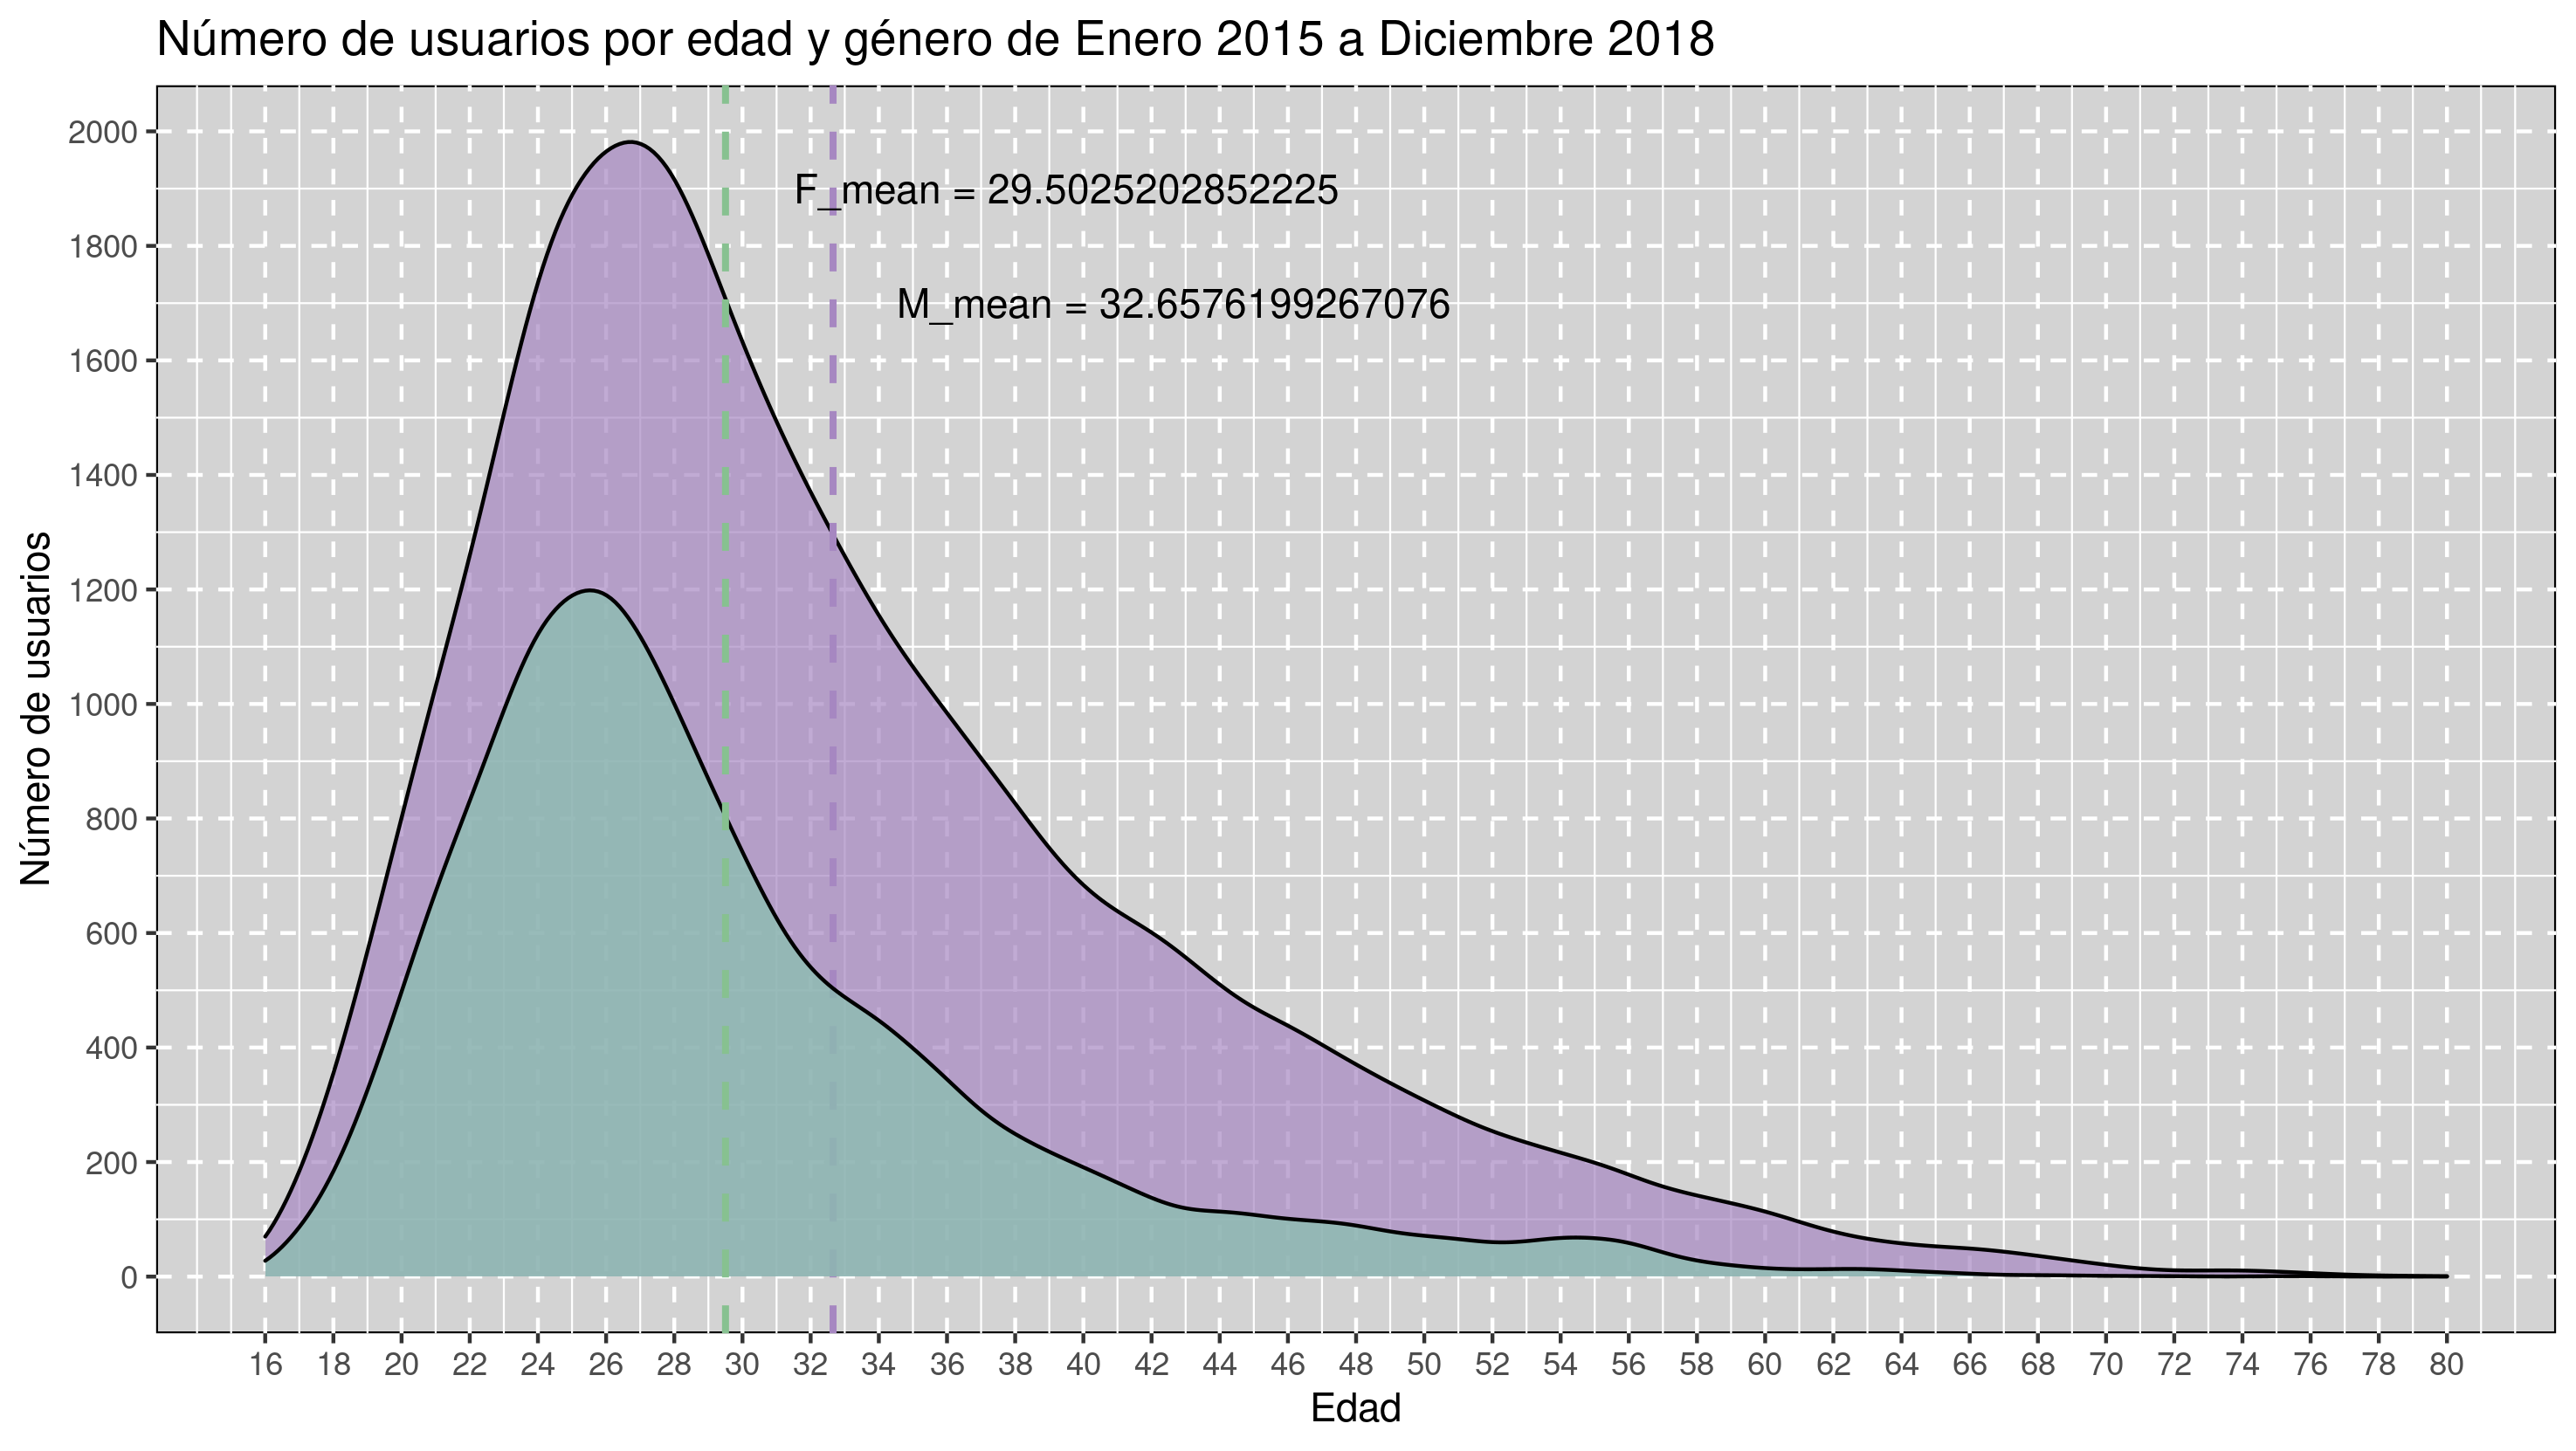 Número de usuarios por edad y género de Enero 2015 a Diciembre 2018
2000
1800
1600
1400
1200
1000
800
600
400
200
0
Número de usuarios
F_mean = 29.5025202852225
M_mean = 32.6576199267076
16 18 20 22 24 26 28 30 32 34 36 38 40 42 44 46 48 50 52 54 56 58 60 62 64 66 68 70 72 74 76 78 80
Edad